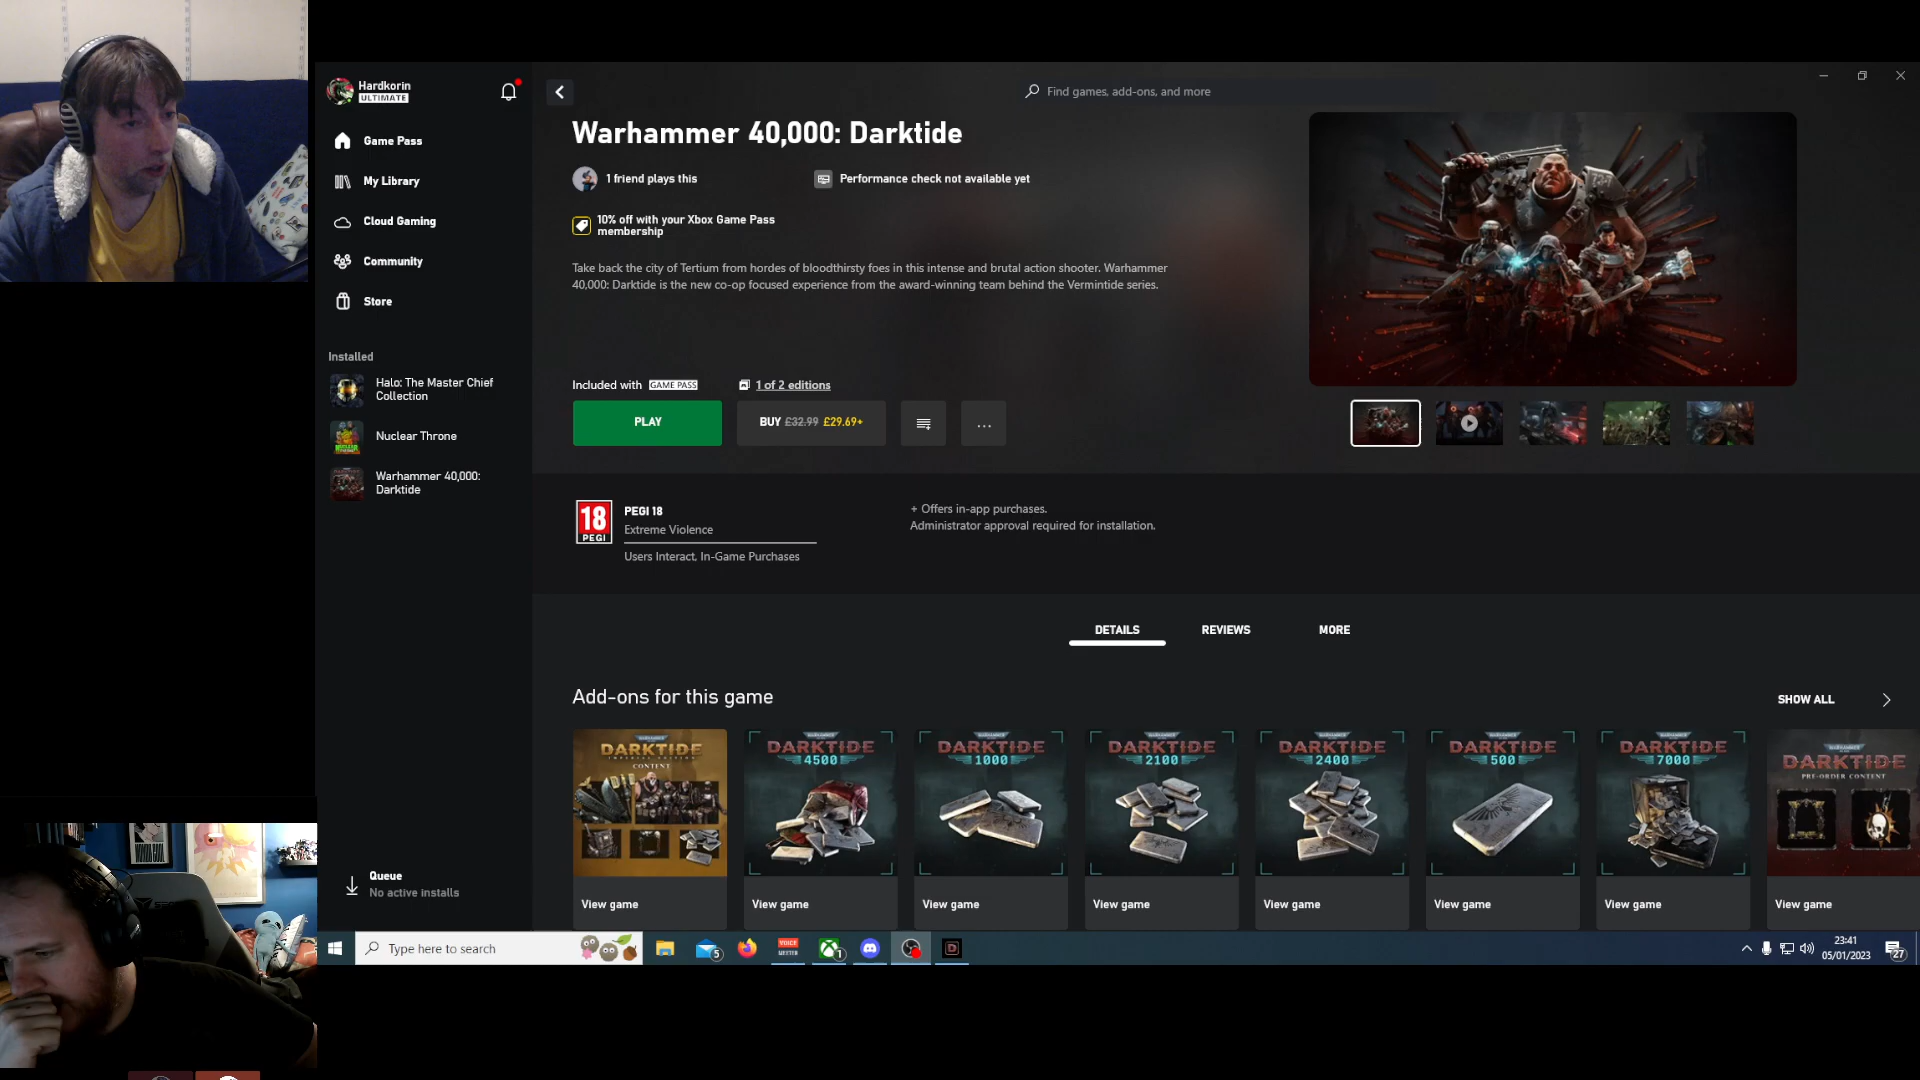 Hardkorin
ULTIMATE
Find games, add-ons, and more
Game Pass
My Library
Cloud Gaming
Community
Store
Installed
Halo: The Master Chief
Collection
Nuclear Throne
Warhammer 40,000:
Darktide
Queue
No active installs
Warhammer 40,000: Darktide
1 friend plays this
Performance check not available yet
10% off with your Xbox Game Pass
membership
Take back the city of Tertium from hordes of bloodthirsty foes in this intense and brutal action shooter. Warhammer
40,000: Darktide is the new co-op focused experience from the award-winning team behind the Vermintide series.
Included with GAME PASS
1 of 2 editions
PLAY
BUY £32.99 £29.69+
...
18
PEGI
PEGI 18
Extreme Violence
Users Interact, In-Game Purchases
+ Offers in-app purchases.
Administrator approval required for installation.
DETAILS
REVIEWS
MORE
Add-ons for this game
SHOW ALL
WARHAMMER
DARKTIDE
IMPERIAL EDITION
CONTENT
DARKTIDE
4500
DARKTIDE
1000
DARKTIDE
2100
DARKTIDE
2400
DARKTIDE
500
DARKTIDE
7000
DARKTIDE
PRE-ORDER CONTENT
View game
View game
View game
View game
View game
View game
View game
View game
Type here to search
5
VOICE
MEETER
1
23:41
05/01/2023
27